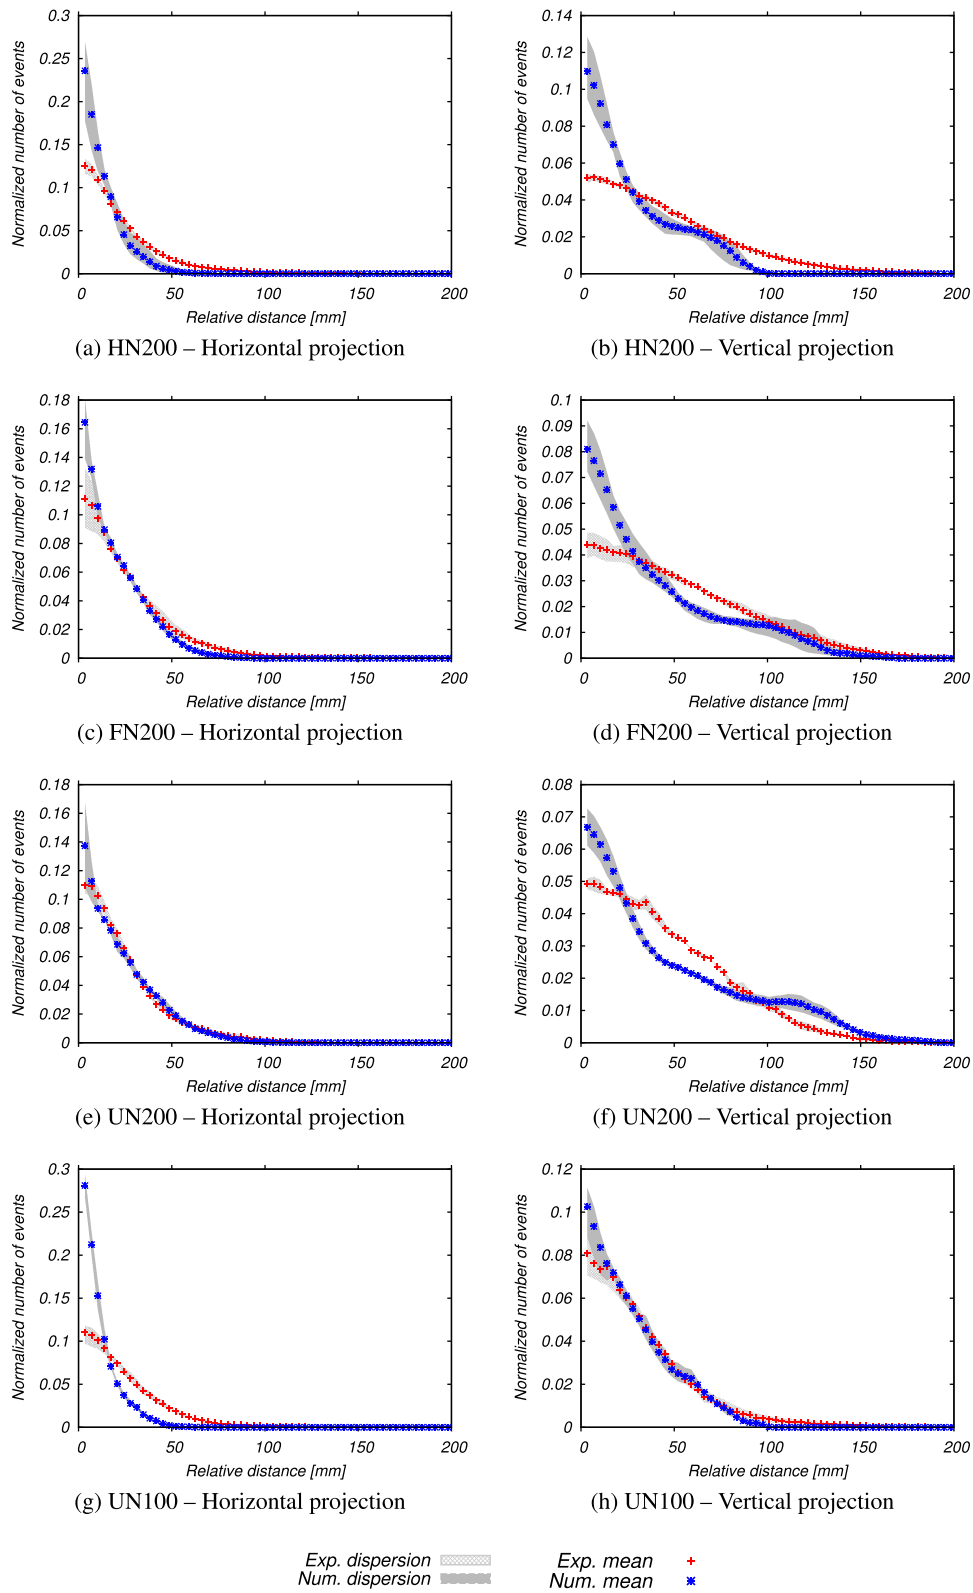 0.3
0.25
0.2
0.15
0.1
0.05
0
Normalized number of events
0 50 100 150 200
Relative distance [mm]
(a) HN200 – Horizontal projection
0.14
0.12
0.1
0.08
0.06
0.04
0.02
0
Normalized number of events
0 50 100 150 200
Relative distance [mm]
(b) HN200 – Vertical projection
0.18
0.16
0.14
0.12
0.1
0.08
0.06
0.04
0.02
0
Normalized number of events
0 50 100 150 200
Relative distance [mm]
(c) FN200 – Horizontal projection
0.1
0.09
0.08
0.07
0.06
0.05
0.04
0.03
0.02
0.01
0
Normalized number of events
0 50 100 150 200
Relative distance [mm]
(d) FN200 – Vertical projection
0.18
0.16
0.14
0.12
0.1
0.08
0.06
0.04
0.02
0
Normalized number of events
0 50 100 150 200
Relative distance [mm]
(e) UN200 – Horizontal projection
0.08
0.07
0.06
0.05
0.04
0.03
0.02
0.01
0
Normalized number of events
0 50 100 150 200
Relative distance [mm]
(f) UN200 – Vertical projection
0.3
0.25
0.2
0.15
0.1
0.05
0
Normalized number of events
0 50 100 150 200
Relative distance [mm]
(g) UN100 – Horizontal projection
0.12
0.1
0.08
0.06
0.04
0.02
0
Normalized number of events
0 50 100 150 200
Relative distance [mm]
(h) UN100 – Vertical projection
Exp. dispersion
Num. dispersion
Exp. mean
Num. mean